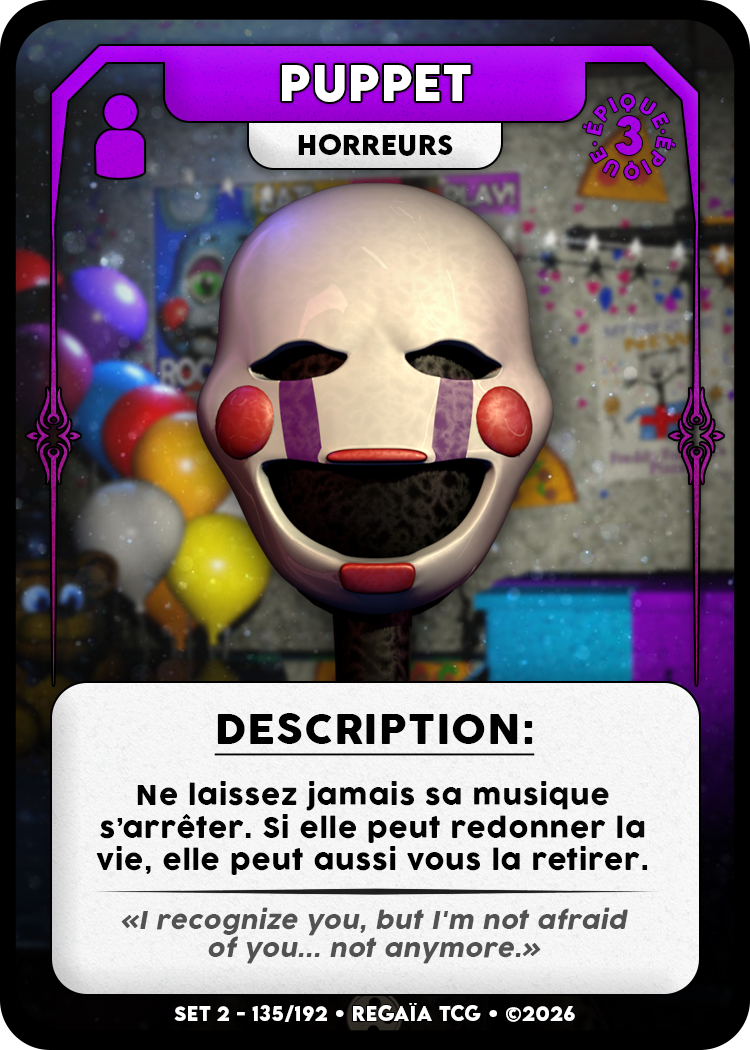 PUPPET
HORREURS
ÉPIQUE·ÉPIQUE·
3
PLAY!
DESCRIPTION:
Ne laissez jamais sa musique
s'arrêter. Si elle peut redonner la
vie, elle peut aussi vous la retirer.
«I recognize you, but I'm not afraid
of you... not anymore.»
SET 2 - 135/192 • REGAÏA TCG • ©2026